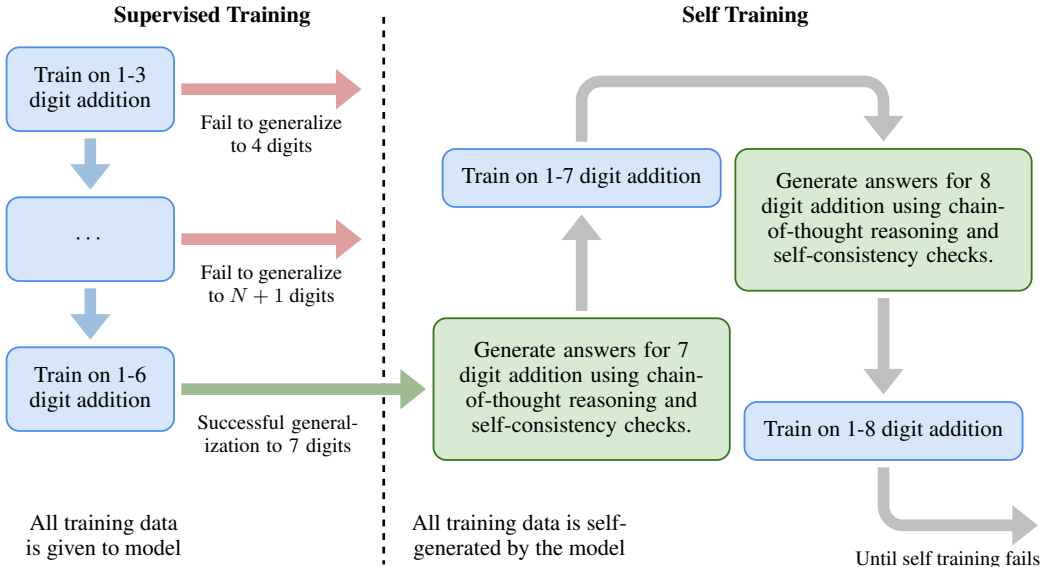 Supervised Training
Train on 1-3
digit addition
Fail to generalize
to 4 digits
...
Fail to generalize
to N + 1 digits
Train on 1-6
digit addition
Successful general-
ization to 7 digits
All training data
is given to model
Self Training
Generate answers for 7
digit addition using chain-
of-thought reasoning and
self-consistency checks.
Train on 1-7 digit addition
Generate answers for 8
digit addition using chain-
of-thought reasoning and
self-consistency checks.
Train on 1-8 digit addition
Until self training fails
All training data is self-
generated by the model